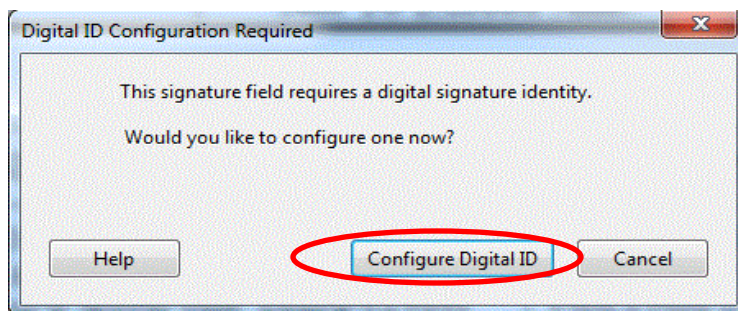 Digital ID Configuration Required
This signature field requires a digital signature identity.
Would you like to configure one now?
Help Configure Digital ID Cancel